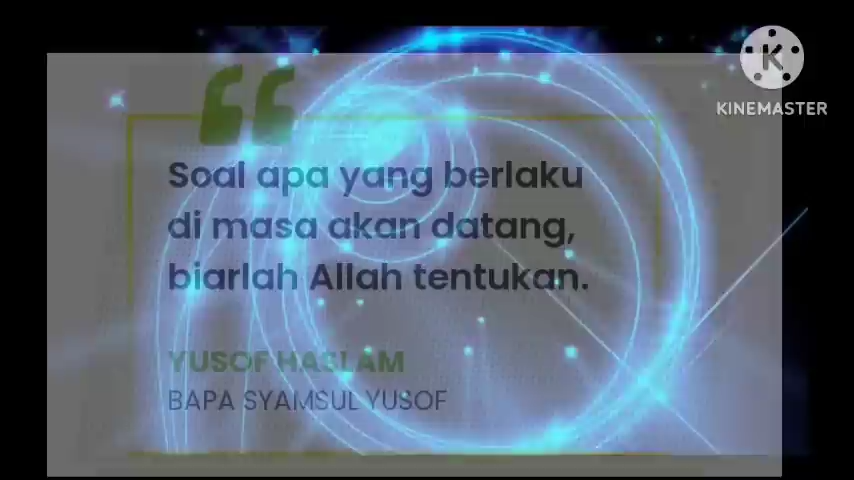 K
KINEMASTER
Soal apa yang berlaku
di masa akan datang,
biarlah Allah tentukan.
YUSOF HASLAM
BAPA SYAMSUL YUSOF